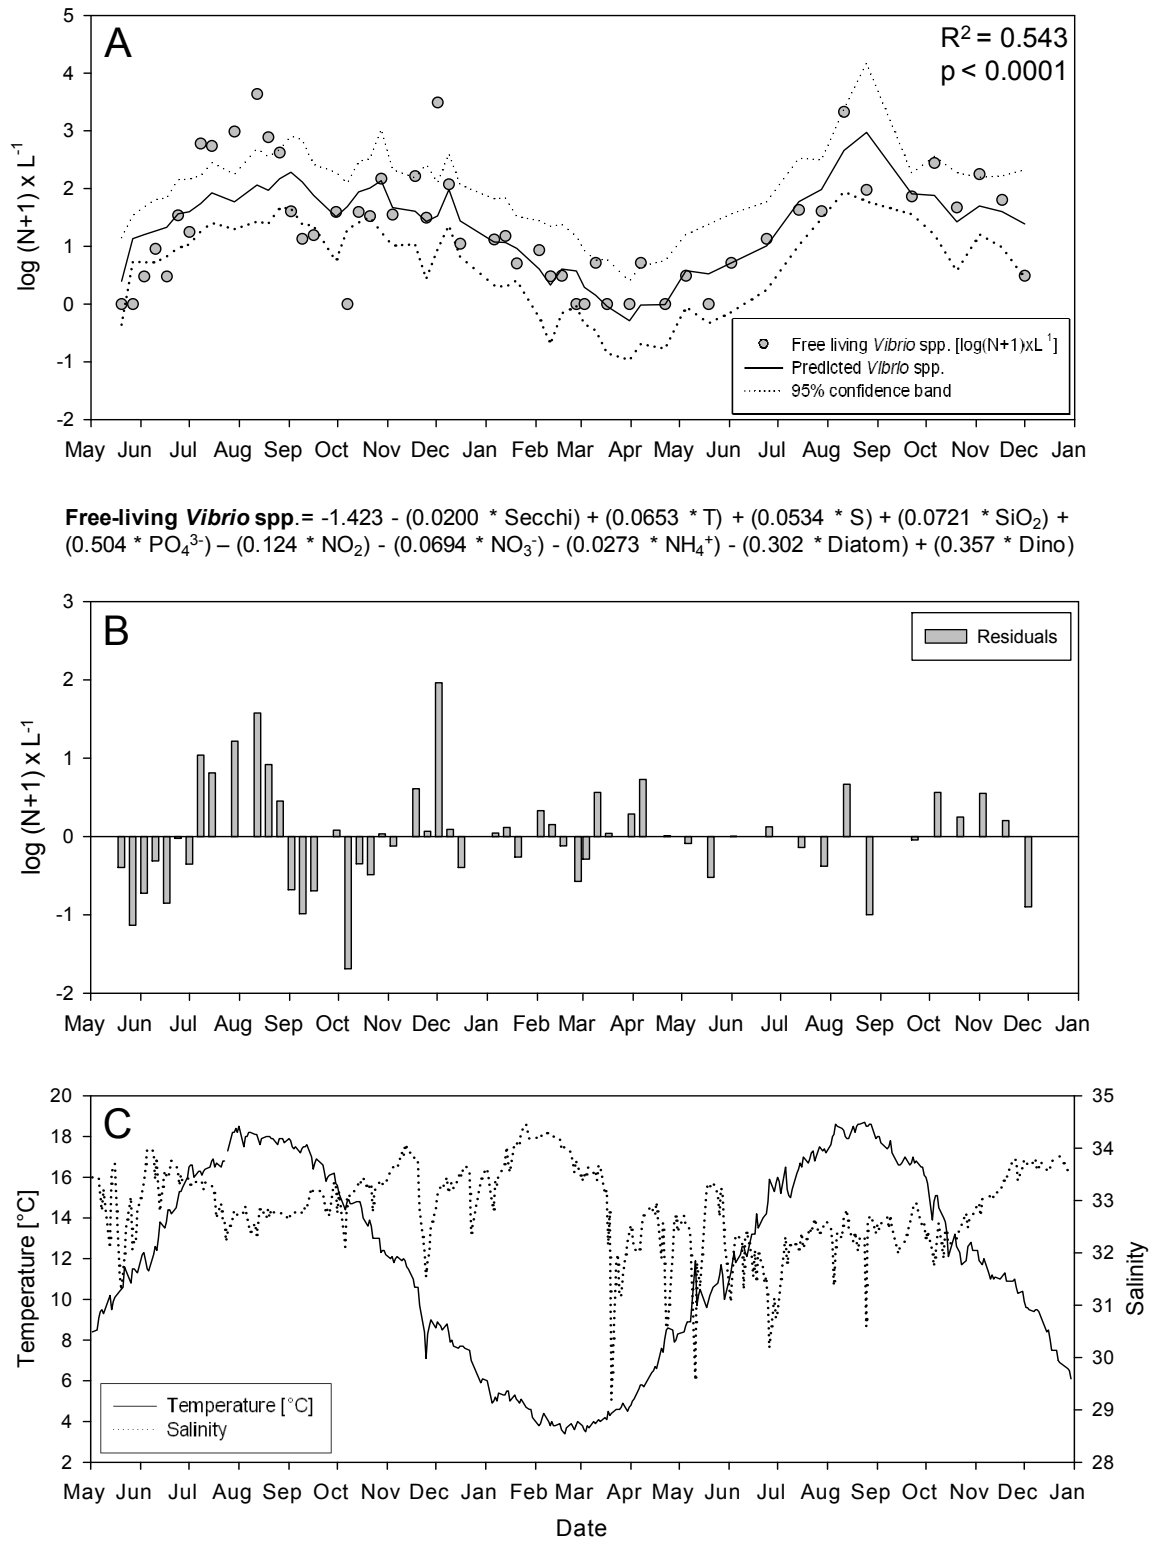 A
R² = 0.543
p < 0.0001
log (N+1) x L⁻¹
5
4
3
2
1
0
-1
-2
Free living Vibrio spp. [log(N+1)xL⁻¹]
Predicted Vibrio spp.
95% confidence band
May Jun Jul Aug Sep Oct Nov Dec Jan Feb Mar Apr May Jun Jul Aug Sep Oct Nov Dec Jan
Free-living Vibrio spp.= -1.423 - (0.0200 * Secchi) + (0.0653 * T) + (0.0534 * S) + (0.0721 * SiO₂) +
(0.504 * PO₄³⁻) – (0.124 * NO₂) - (0.0694 * NO₃⁻) - (0.0273 * NH₄⁺) - (0.302 * Diatom) + (0.357 * Dino)
B
Residuals
log (N+1) x L⁻¹
3
2
1
0
-1
-2
May Jun Jul Aug Sep Oct Nov Dec Jan Feb Mar Apr May Jun Jul Aug Sep Oct Nov Dec Jan
C
Temperature [°C]
20
18
16
14
12
10
8
6
4
2
Temperature [°C]
Salinity
35
34
33
32
31
30
29
28
Salinity
May Jun Jul Aug Sep Oct Nov Dec Jan Feb Mar Apr May Jun Jul Aug Sep Oct Nov Dec Jan
Date